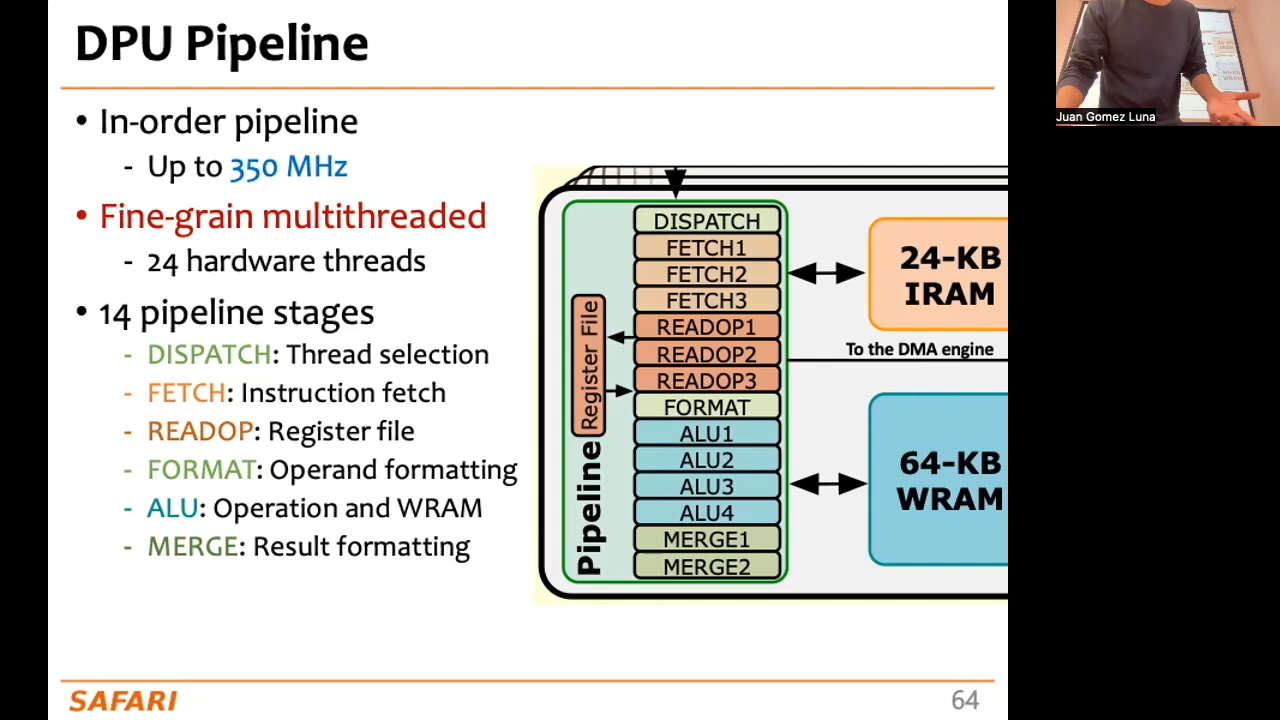 DPU Pipeline
• In-order pipeline
- Up to 350 MHz
• Fine-grain multithreaded
- 24 hardware threads
• 14 pipeline stages
- DISPATCH: Thread selection
- FETCH: Instruction fetch
- READOP: Register file
- FORMAT: Operand formatting
- ALU: Operation and WRAM
- MERGE: Result formatting
Pipeline
Register File
DISPATCH
FETCH1
FETCH2
FETCH3
READOP1
READOP2
READOP3
FORMAT
ALU1
ALU2
ALU3
ALU4
MERGE1
MERGE2
24-KB
IRAM
To the DMA engine
64-KB
WRAM
SAFARI
64
Juan Gomez Luna